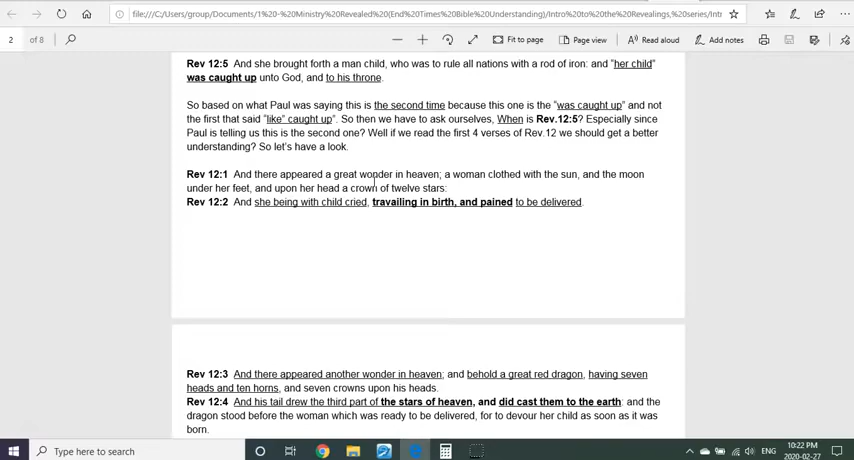 file:///C:/Users/group/Documents/1%20-%20Ministry%20Revealed%20(End%20Times%20Bible%20Understanding)/Intro%20to%20the%20Revealings,%20series/Intr
2 of 8
Fit to page Page view Read aloud Add notes
Rev 12:5 And she brought forth a man child, who was to rule all nations with a rod of iron: and "her child"
was caught up unto God, and to his throne.
So based on what Paul was saying this is the second time because this one is the "was caught up" and not
the first that said "like" caught up". So then we have to ask ourselves, When is Rev.12:5? Especially since
Paul is telling us this is the second one? Well if we read the first 4 verses of Rev.12 we should get a better
understanding? So let's have a look.
Rev 12:1 And there appeared a great wonder in heaven; a woman clothed with the sun, and the moon
under her feet, and upon her head a crown of twelve stars:
Rev 12:2 And she being with child cried, travailing in birth, and pained to be delivered.
Rev 12:3 And there appeared another wonder in heaven; and behold a great red dragon, having seven
heads and ten horns, and seven crowns upon his heads.
Rev 12:4 And his tail drew the third part of the stars of heaven, and did cast them to the earth: and the
dragon stood before the woman which was ready to be delivered, for to devour her child as soon as it was
born.
Type here to search
ENG
10:22 PM
2020-02-27